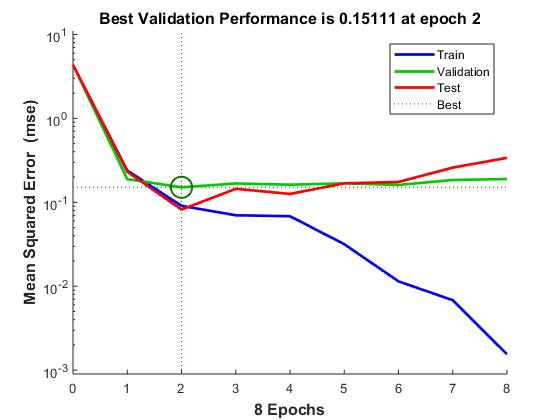 Best Validation Performance is 0.15111 at epoch 2
Mean Squared Error (mse)
10^1
10^0
10^-1
10^-2
10^-3
Train
Validation
Test
Best
0 1 2 3 4 5 6 7 8
8 Epochs